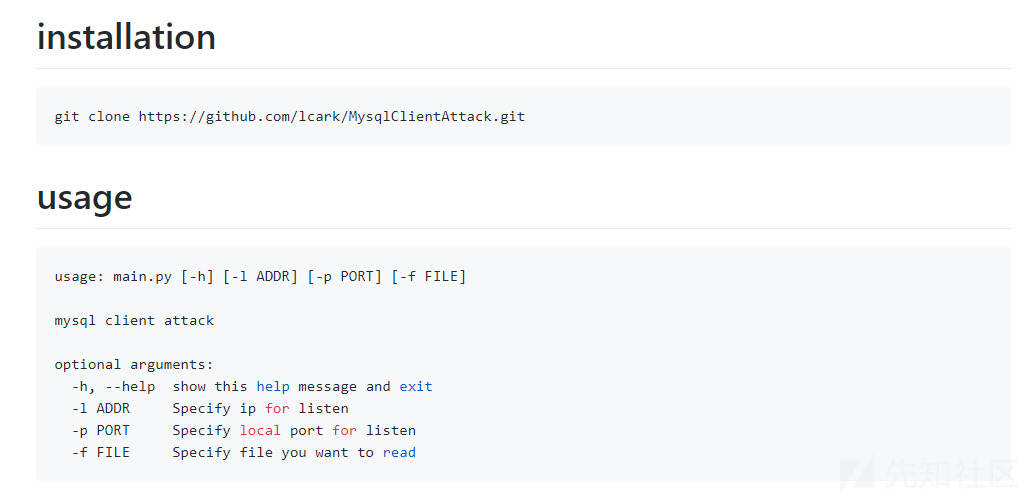 installation
git clone https://github.com/lcark/MysqlClientAttack.git
usage
usage: main.py [-h] [-l ADDR] [-p PORT] [-f FILE]
mysql client attack
optional arguments:
-h, --help  show this help message and exit
-l ADDR     Specify ip for listen
-p PORT     Specify local port for listen
-f FILE     Specify file you want to read
先知社区